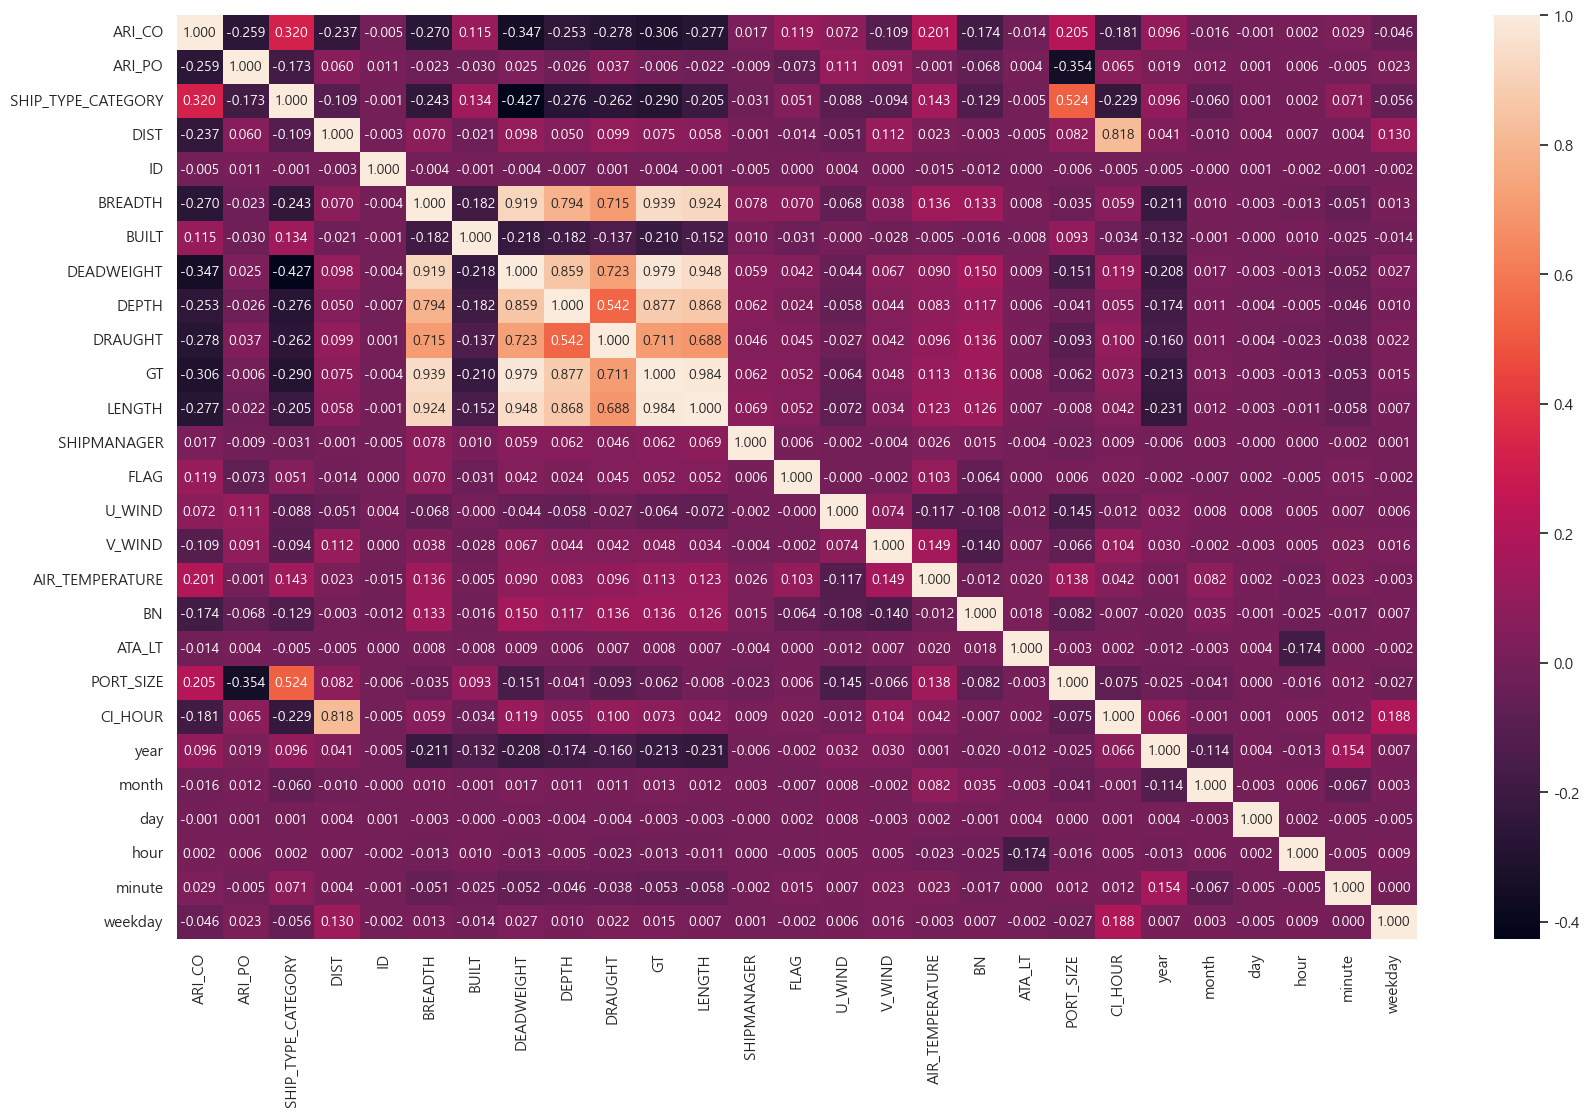 ARI_CO 1.000 -0.259 0.320 -0.237 -0.005 -0.270 0.115 -0.347 -0.253 -0.278 -0.306 -0.277 0.017 0.119 0.072 -0.109 0.201 -0.174 -0.014 0.205 -0.181 0.096 -0.016 -0.001 0.002 0.029 -0.046 1.0
ARI_PO -0.259 1.000 -0.173 0.060 0.011 -0.023 -0.030 0.025 -0.026 0.037 -0.006 -0.022 -0.009 -0.073 0.111 0.091 -0.001 -0.068 0.004 -0.354 0.065 0.019 0.012 0.001 0.006 -0.005 0.023
SHIP_TYPE_CATEGORY 0.320 -0.173 1.000 -0.109 -0.001 -0.243 0.134 -0.427 -0.276 -0.262 -0.290 -0.205 -0.031 0.051 -0.088 -0.094 0.143 -0.129 -0.005 0.524 -0.229 0.096 -0.060 0.001 0.002 0.071 -0.056
DIST -0.237 0.060 -0.109 1.000 -0.003 0.070 -0.021 0.098 0.050 0.099 0.075 0.058 -0.001 -0.014 -0.051 0.112 0.023 -0.003 -0.005 0.082 0.818 0.041 -0.010 0.004 0.007 0.004 0.130
ID -0.005 0.011 -0.001 -0.003 1.000 -0.004 -0.001 -0.004 -0.007 0.001 -0.004 -0.001 -0.005 0.000 0.004 0.000 -0.015 -0.012 0.000 -0.006 -0.005 -0.005 -0.000 0.001 -0.002 -0.001 -0.002
0.8
BREADTH -0.270 -0.023 -0.243 0.070 -0.004 1.000 -0.182 0.919 0.794 0.715 0.939 0.924 0.078 0.070 -0.068 0.038 0.136 0.133 0.008 -0.035 0.059 -0.211 0.010 -0.003 -0.013 -0.051 0.013
BUILT 0.115 -0.030 0.134 -0.021 -0.001 -0.182 1.000 -0.218 -0.182 -0.137 -0.210 -0.152 0.010 -0.031 -0.000 -0.028 -0.005 -0.016 -0.008 0.093 -0.034 -0.132 -0.001 -0.000 0.010 -0.025 -0.014
DEADWEIGHT -0.347 0.025 -0.427 0.098 -0.004 0.919 -0.218 1.000 0.859 0.723 0.979 0.948 0.059 0.042 -0.044 0.067 0.090 0.150 0.009 -0.151 0.119 -0.208 0.017 -0.003 -0.013 -0.052 0.027
0.6
DEPTH -0.253 -0.026 -0.276 0.050 -0.007 0.794 -0.182 0.859 1.000 0.542 0.877 0.868 0.062 0.024 -0.058 0.044 0.083 0.117 0.006 -0.041 0.055 -0.174 0.011 -0.004 -0.005 -0.046 0.010
DRAUGHT -0.278 0.037 -0.262 0.099 0.001 0.715 -0.137 0.723 0.542 1.000 0.711 0.688 0.046 0.045 -0.027 0.042 0.096 0.136 0.007 -0.093 0.100 -0.160 0.011 -0.004 -0.023 -0.038 0.022
GT -0.306 -0.006 -0.290 0.075 -0.004 0.939 -0.210 0.979 0.877 0.711 1.000 0.984 0.062 0.052 -0.064 0.048 0.113 0.136 0.008 -0.062 0.073 -0.213 0.013 -0.003 -0.013 -0.053 0.015
LENGTH -0.277 -0.022 -0.205 0.058 -0.001 0.924 -0.152 0.948 0.868 0.688 0.984 1.000 0.069 0.052 -0.072 0.034 0.123 0.126 0.007 -0.008 0.042 -0.231 0.012 -0.003 -0.011 -0.058 0.007
0.4
SHIPMANAGER 0.017 -0.009 -0.031 -0.001 -0.005 0.078 0.010 0.059 0.062 0.046 0.062 0.069 1.000 0.006 -0.002 -0.004 0.026 0.015 -0.004 -0.023 0.009 -0.006 0.003 -0.000 0.000 -0.002 0.001
FLAG 0.119 -0.073 0.051 -0.014 0.000 0.070 -0.031 0.042 0.024 0.045 0.052 0.052 0.006 1.000 -0.000 -0.002 0.103 -0.064 0.000 0.006 0.020 -0.002 -0.007 0.002 -0.005 0.015 -0.002
U_WIND 0.072 0.111 -0.088 -0.051 0.004 -0.068 -0.000 -0.044 -0.058 -0.027 -0.064 -0.072 -0.002 -0.000 1.000 0.074 -0.117 -0.108 -0.012 -0.145 -0.012 0.032 0.008 0.008 0.005 0.007 0.006
0.2
V_WIND -0.109 0.091 -0.094 0.112 0.000 0.038 -0.028 0.067 0.044 0.042 0.048 0.034 -0.004 -0.002 0.074 1.000 0.149 -0.140 0.007 -0.066 0.104 0.030 -0.002 -0.003 0.005 0.023 0.016
AIR_TEMPERATURE 0.201 -0.001 0.143 0.023 -0.015 0.136 -0.005 0.090 0.083 0.096 0.113 0.123 0.026 0.103 -0.117 0.149 1.000 -0.012 0.020 0.138 0.042 0.001 0.082 0.002 -0.023 0.023 -0.003
BN -0.174 -0.068 -0.129 -0.003 -0.012 0.133 -0.016 0.150 0.117 0.136 0.136 0.126 0.015 -0.064 -0.108 -0.140 -0.012 1.000 0.018 -0.082 -0.007 -0.020 0.035 -0.001 -0.025 -0.017 0.007
ATA_LT -0.014 0.004 -0.005 -0.005 0.000 0.008 -0.008 0.009 0.006 0.007 0.008 0.007 -0.004 0.000 -0.012 0.007 0.020 0.018 1.000 -0.003 0.002 -0.012 -0.003 0.004 -0.174 0.000 -0.002
0.0
PORT_SIZE 0.205 -0.354 0.524 0.082 -0.006 -0.035 0.093 -0.151 -0.041 -0.093 -0.062 -0.008 -0.023 0.006 -0.145 -0.066 0.138 -0.082 -0.003 1.000 -0.075 -0.025 -0.041 0.000 -0.016 0.012 -0.027
CI_HOUR -0.181 0.065 -0.229 0.818 -0.005 0.059 -0.034 0.119 0.055 0.100 0.073 0.042 0.009 0.020 -0.012 0.104 0.042 -0.007 0.002 -0.075 1.000 0.066 -0.001 0.001 0.005 0.012 0.188
year 0.096 0.019 0.096 0.041 -0.005 -0.211 -0.132 -0.208 -0.174 -0.160 -0.213 -0.231 -0.006 -0.002 0.032 0.030 0.001 -0.020 -0.012 -0.025 0.066 1.000 -0.114 0.004 -0.013 0.154 0.007
month -0.016 0.012 -0.060 -0.010 -0.000 0.010 -0.001 0.017 0.011 0.011 0.013 0.012 0.003 -0.007 0.008 -0.002 0.082 0.035 -0.003 -0.041 -0.001 -0.114 1.000 -0.003 0.006 -0.067 0.003
-0.2
day -0.001 0.001 0.001 0.004 0.001 -0.003 -0.000 -0.003 -0.004 -0.004 -0.003 -0.003 -0.000 0.002 0.008 -0.003 0.002 -0.001 0.004 0.000 0.001 0.004 -0.003 1.000 0.002 -0.005 -0.005
hour 0.002 0.006 0.002 0.007 -0.002 -0.013 0.010 -0.013 -0.005 -0.023 -0.013 -0.011 0.000 -0.005 0.005 0.005 -0.023 -0.025 -0.174 -0.016 0.005 -0.013 0.006 0.002 1.000 -0.005 0.009
minute 0.029 -0.005 0.071 0.004 -0.001 -0.051 -0.025 -0.052 -0.046 -0.038 -0.053 -0.058 -0.002 0.015 0.007 0.023 0.023 -0.017 0.000 0.012 0.012 0.154 -0.067 -0.005 -0.005 1.000 0.000
weekday -0.046 0.023 -0.056 0.130 -0.002 0.013 -0.014 0.027 0.010 0.022 0.015 0.007 0.001 -0.002 0.006 0.016 -0.003 0.007 -0.002 -0.027 0.188 0.007 0.003 -0.005 0.009 0.000 1.000 -0.4
ARI_CO ARI_PO SHIP_TYPE_CATEGORY DIST ID BREADTH BUILT DEADWEIGHT DEPTH DRAUGHT GT LENGTH SHIPMANAGER FLAG U_WIND V_WIND AIR_TEMPERATURE BN ATA_LT PORT_SIZE CI_HOUR year month day hour minute weekday